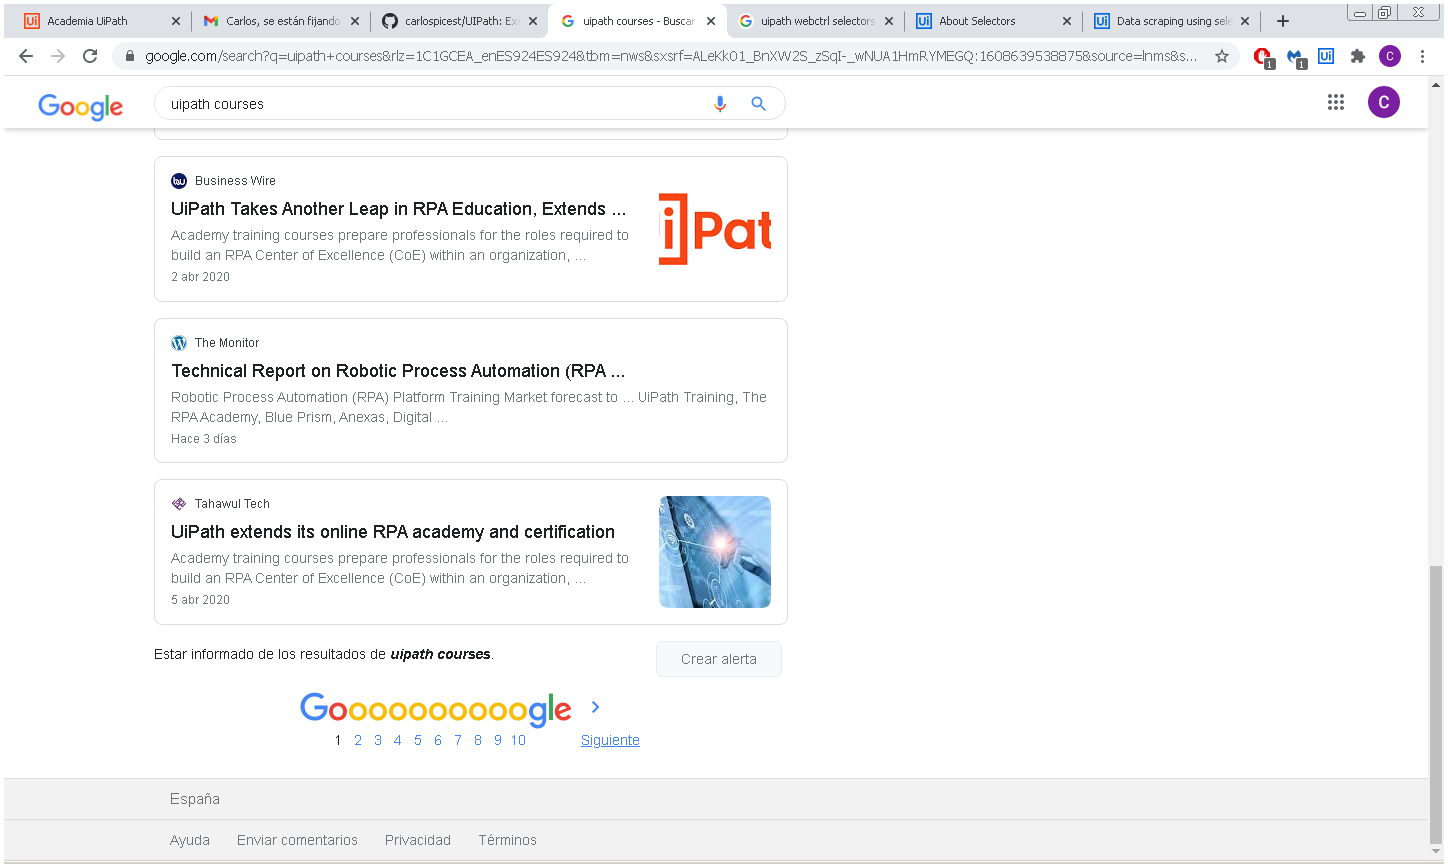 Academia UiPath
Carlos, se están fijando
carlospicest/UIPath: Exe
uipath courses - Buscar
uipath webctrl selectors
About Selectors
Data scraping using sele
google.com/search?q=uipath+courses&rlz=1C1GCEA_enES924ES924&tbm=nws&sxsrf=ALeKk01_BnXW2S_zSqI-_wNUA1HmRYMEGQ:1608639538875&source=lnms&s...
1
1
Ui
C
Google
uipath courses
C
Business Wire
UiPath Takes Another Leap in RPA Education, Extends ...
Academy training courses prepare professionals for the roles required to
build an RPA Center of Excellence (CoE) within an organization, ...
2 abr 2020
i]Pat
The Monitor
Technical Report on Robotic Process Automation (RPA ...
Robotic Process Automation (RPA) Platform Training Market forecast to ... UiPath Training, The
RPA Academy, Blue Prism, Anexas, Digital ...
Hace 3 días
Tahawul Tech
UiPath extends its online RPA academy and certification
Academy training courses prepare professionals for the roles required to
build an RPA Center of Excellence (CoE) within an organization, ...
5 abr 2020
Estar informado de los resultados de uipath courses.
Crear alerta
Goooooooooogle
1 2 3 4 5 6 7 8 9 10
Siguiente
España
Ayuda Enviar comentarios Privacidad Términos